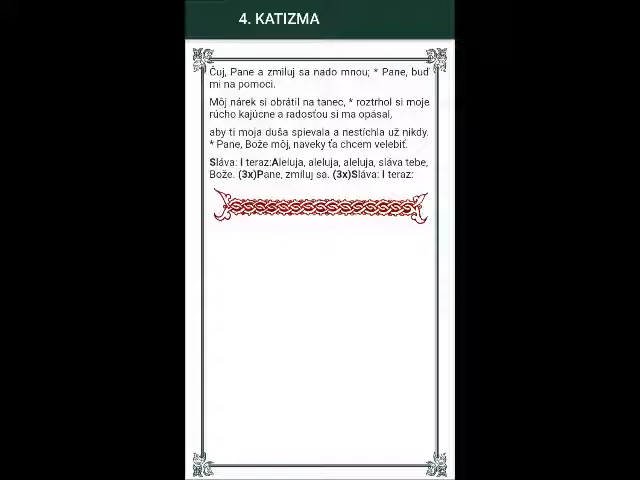 4. KATIZMA
Čuj, Pane a zmiluj sa nado mnou; * Pane, buď
mi na pomoci.
Môj nárek si obrátil na tanec, * roztrhol si moje
rúcho kajúcne a radosťou si ma opásal,
aby ti moja duša spievala a nestíchla už nikdy.
* Pane, Bože môj, naveky ťa chcem velebiť.
Sláva: I teraz:Aleluja, aleluja, aleluja, sláva tebe,
Bože. (3x)Pane, zmiluj sa. (3x)Sláva: I teraz: